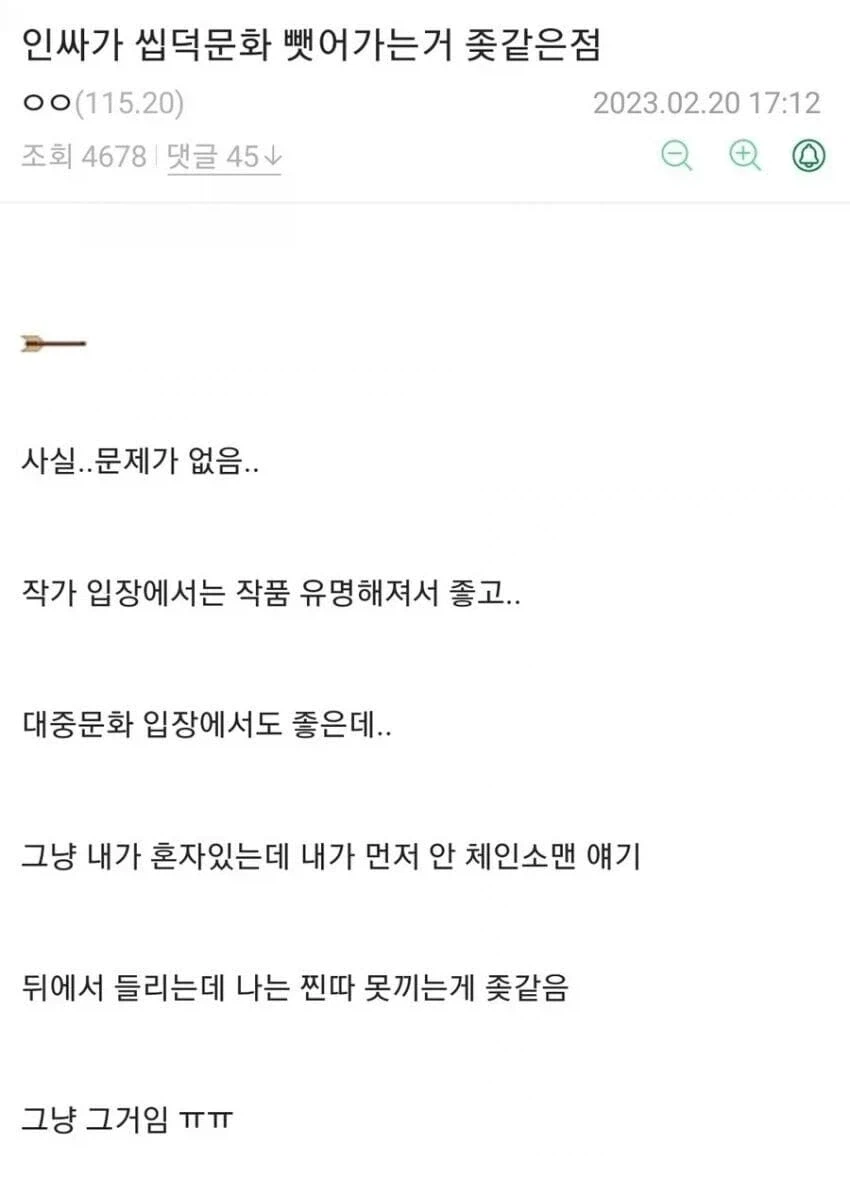 인싸가 씹덕문화 뺏어가는거 좆같은점
ㅇㅇ(115.20)
2023.02.20 17:12
조회 4678 | 댓글 45↓
사실..문제가 없음..
작가 입장에서는 작품 유명해져서 좋고..
대중문화 입장에서도 좋은데..
그냥 내가 혼자있는데 내가 먼저 안 체인소맨 얘기
뒤에서 들리는데 나는 찐따 못끼는게 좆같음
그냥 그거임 ㅠㅠ